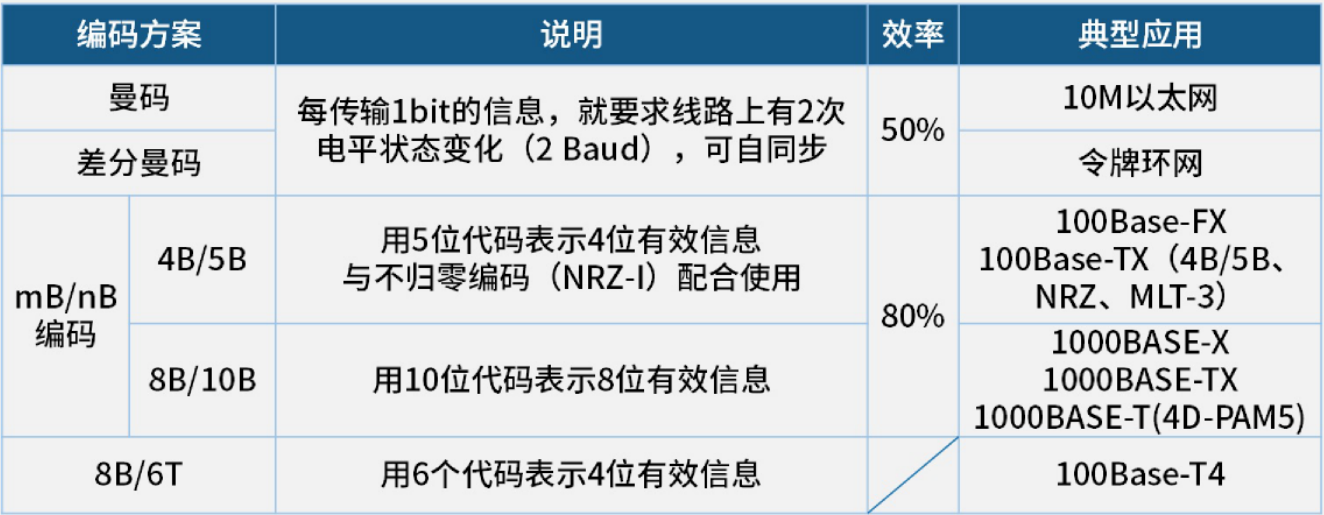 编码方案 说明 效率 典型应用
曼码
每传输1bit的信息，就要求线路上有2次
电平状态变化（2 Baud），可自同步
50%
10M以太网
差分曼码
令牌环网
mB/nB
编码
4B/5B
用5位代码表示4位有效信息
与不归零编码（NRZ-I）配合使用
80%
100Base-FX
100Base-TX（4B/5B、
NRZ、MLT-3）
8B/10B
用10位代码表示8位有效信息
1000BASE-X
1000BASE-TX
1000BASE-T(4D-PAM5)
8B/6T
用6个代码表示4位有效信息
100Base-T4